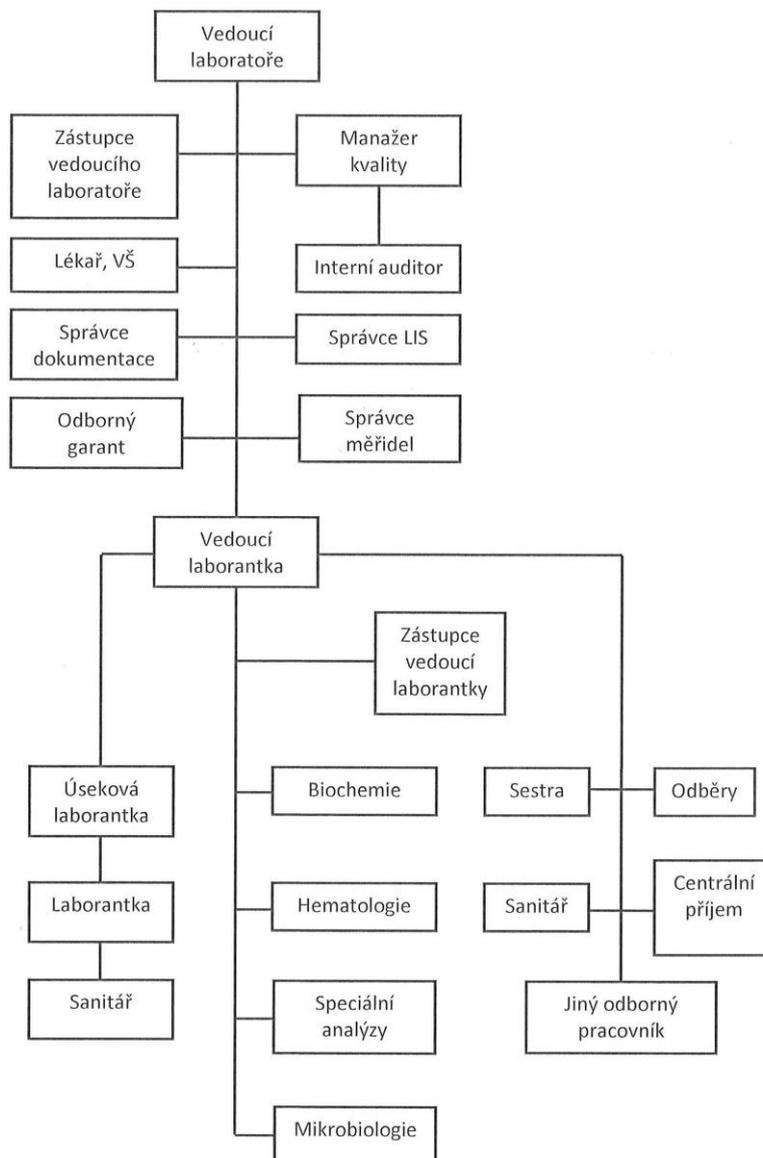 Vedoucí
laboratoře
Zástupce
vedoucího
laboratoře
Manažer
kvality
Lékař, VŠ
Interní auditor
Správce
dokumentace
Správce LIS
Odborný
garant
Správce
měřidel
Vedoucí
laborantka
Zástupce
vedoucí
laborantky
Úseková
laborantka
Biochemie
Sestra
Odběry
Laborantka
Hematologie
Sanitář
Centrální
příjem
Sanitář
Speciální
analýzy
Jiný odborný
pracovník
Mikrobiologie